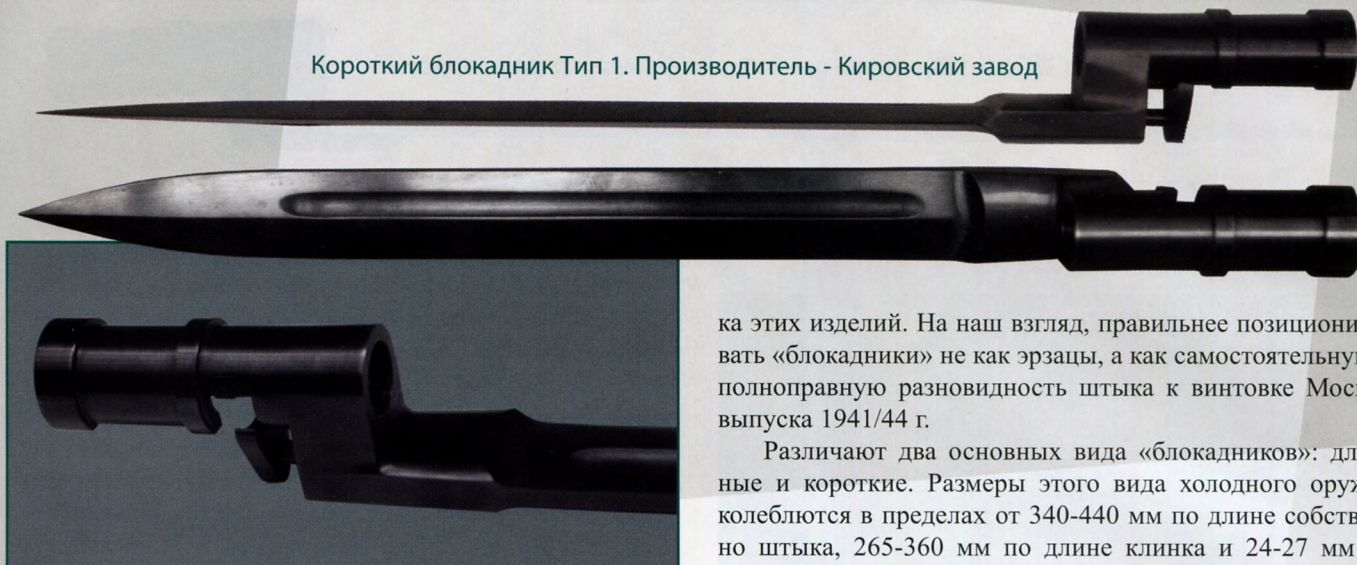 Короткий блокадник Тип 1. Производитель - Кировский завод
ка этих изделий. На наш взгляд, правильнее позициони
вать «блокадники» не как эрзацы, а как самостоятельную
полноправную разновидность штыка к винтовке Моси
выпуска 1941/44 г.
Различают два основных вида «блокадников»: дл
ные и короткие. Размеры этого вида холодного оруж
колеблются в пределах от 340-440 мм по длине собств
но штыка, 265-360 мм по длине клинка и 24-27 мм